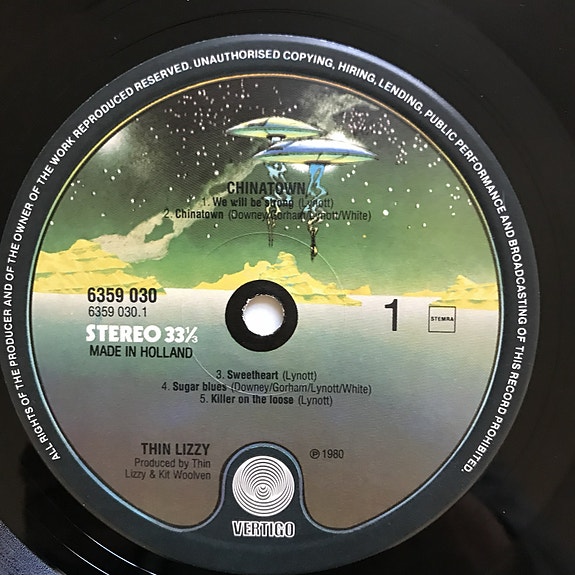 ALL RIGHTS OF THE PRODUCER AND OF THE OWNER OF THE WORK REPRODUCED RESERVED. UNAUTHORISED COPYING, HIRING, LENDING, PUBLIC PERFORMANCE AND BROADCASTING OF THIS RECORD PROHIBITED.
CHINATOWN
1. We will be strong (Lynott)
2. Chinatown (Downey/Gorham/Lynott/White)
6359 030
6359 030.1
STEREO 33⅓
MADE IN HOLLAND
1
STEMRA
3. Sweetheart (Lynott)
4. Sugar blues (Downey/Gorham/Lynott/White)
5. Killer on the loose (Lynott)
THIN LIZZY
Produced by Thin
Lizzy & Kit Woolven
℗ 1980
VERTIGO